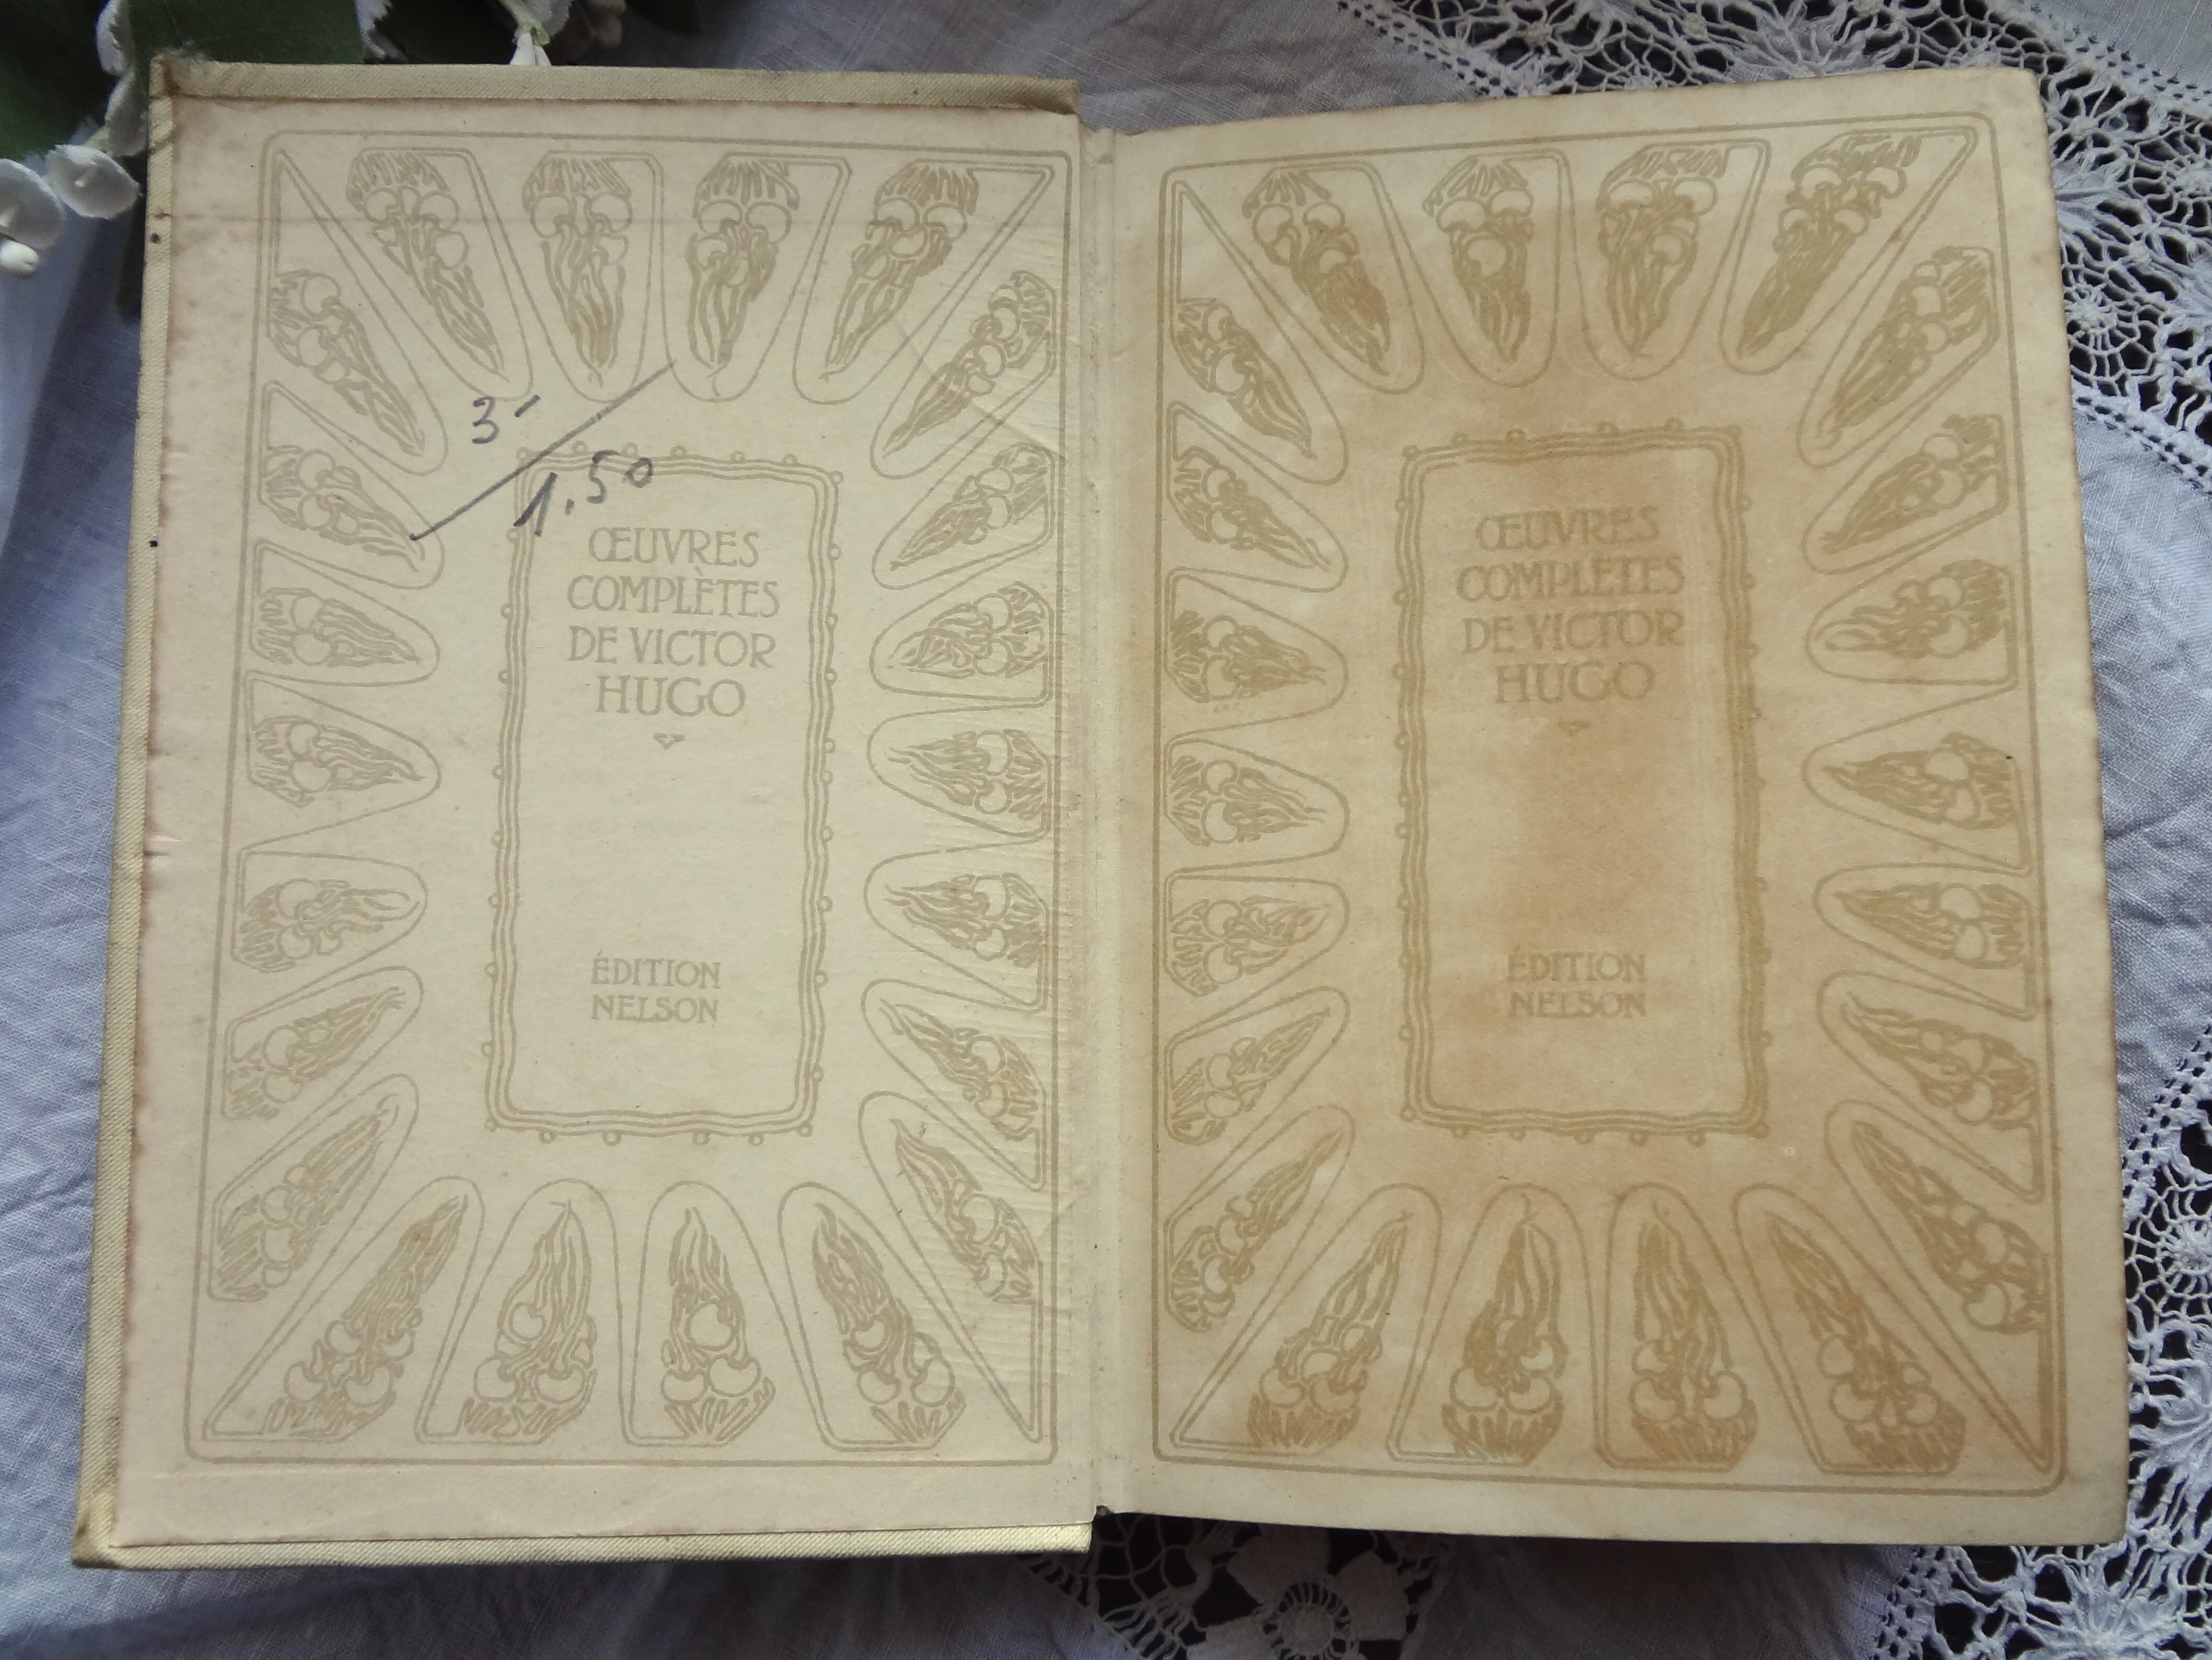 3-
1.50
ŒUVRES
COMPLÈTES
DE VICTOR
HUGO
ÉDITION
NELSON
ŒUVRES
COMPLÈTES
DE VICTOR
HUGO
ÉDITION
NELSON